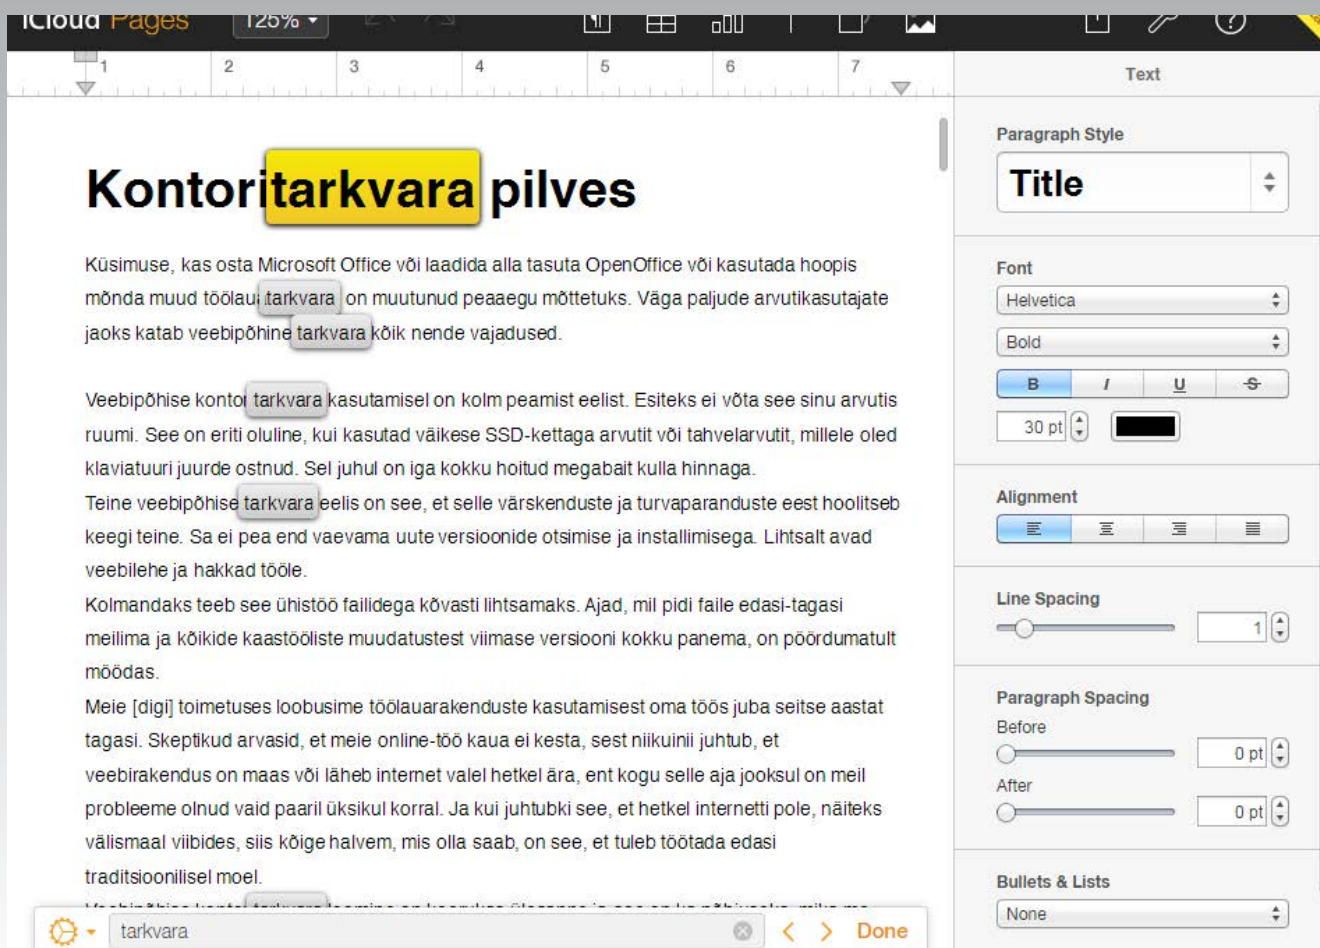 iCloud Pages
125%
1 2 3 4 5 6 7
Text
Kontoritarkvara pilves
Küsimuse, kas osta Microsoft Office või laadida alla tasuta OpenOffice või kasutada hoopis
mõnda muud töölaua tarkvara on muutunud peaaegu mõttetuks. Väga paljude arvutikasutajate
jaoks katab veebipõhine tarkvara kõik nende vajadused.
Veebipõhise kontori tarkvara kasutamisel on kolm peamist eelist. Esiteks ei võta see sinu arvutis
ruumi. See on eriti oluline, kui kasutad väikese SSD-kettaga arvutit või tahvelarvutit, millele oled
klaviatuuri juurde ostnud. Sel juhul on iga kokku hoitud megabait kulla hinnaga.
Teine veebipõhise tarkvara eelis on see, et selle värskenduste ja turvaparanduste eest hoolitseb
keegi teine. Sa ei pea end vaevama uute versioonide otsimise ja installimisega. Lihtsalt avad
veebilehe ja hakkad tööle.
Kolmandaks teeb see ühistöö failidega kõvasti lihtsamaks. Ajad, mil pidi faile edasi-tagasi
meilima ja kõikide kaastööliste muudatustest viimase versiooni kokku panema, on pöördumatult
möödas.
Meie [digi] toimetuses loobusime töölauarakenduste kasutamisest oma töös juba seitse aastat
tagasi. Skeptikud arvasid, et meie online-töö kaua ei kesta, sest niikuinii juhtub, et
veebirakendus on maas või läheb internet valel hetkel ära, ent kogu selle aja jooksul on meil
probleeme olnud vaid paaril üksikul korral. Ja kui juhtubki see, et hetkel internetti pole, näiteks
välismaal viibides, siis kõige halvem, mis olla saab, on see, et tuleb töötada edasi
traditsioonilisel moel.
tarkvara
Done
Paragraph Style
Title
Font
Helvetica
Bold
B I U S
30 pt
Alignment
Line Spacing
1
Paragraph Spacing
Before
0 pt
After
0 pt
Bullets & Lists
None